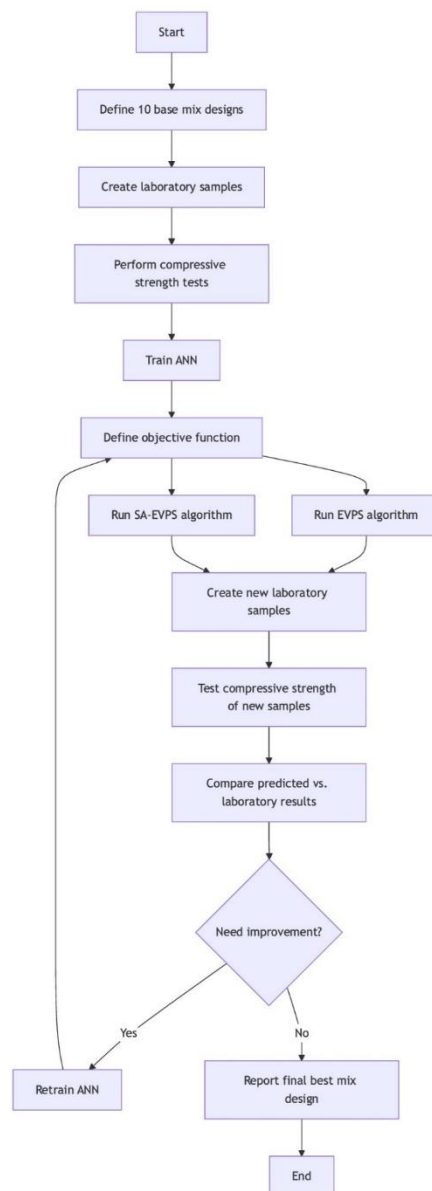 Start
Define 10 base mix designs
Create laboratory samples
Perform compressive
strength tests
Train ANN
Define objective function
Run SA-EVPS algorithm
Run EVPS algorithm
Create new laboratory
samples
Test compressive strength
of new samples
Compare predicted vs.
laboratory results
Need improvement?
Yes
No
Retrain ANN
Report final best mix
design
End